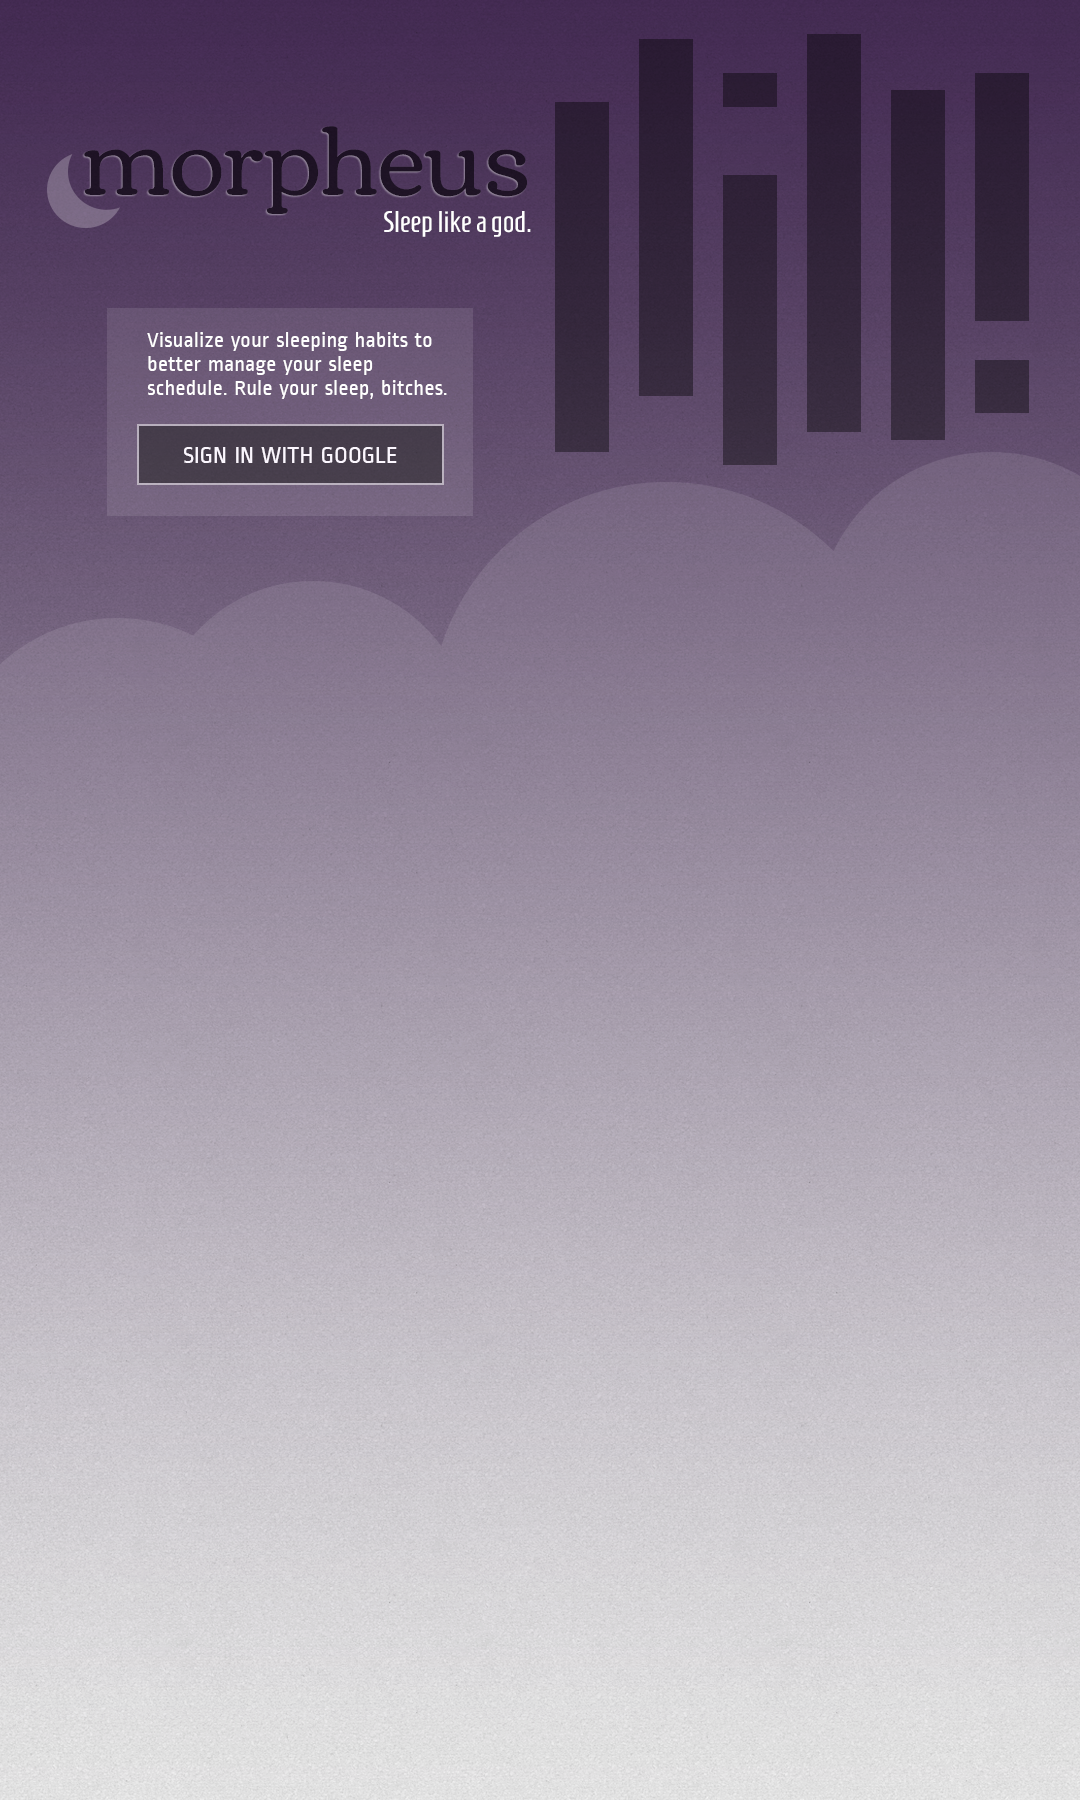 morpheus
Sleep like a god.
Visualize your sleeping habits to
better manage your sleep
schedule. Rule your sleep, bitches.
SIGN IN WITH GOOGLE